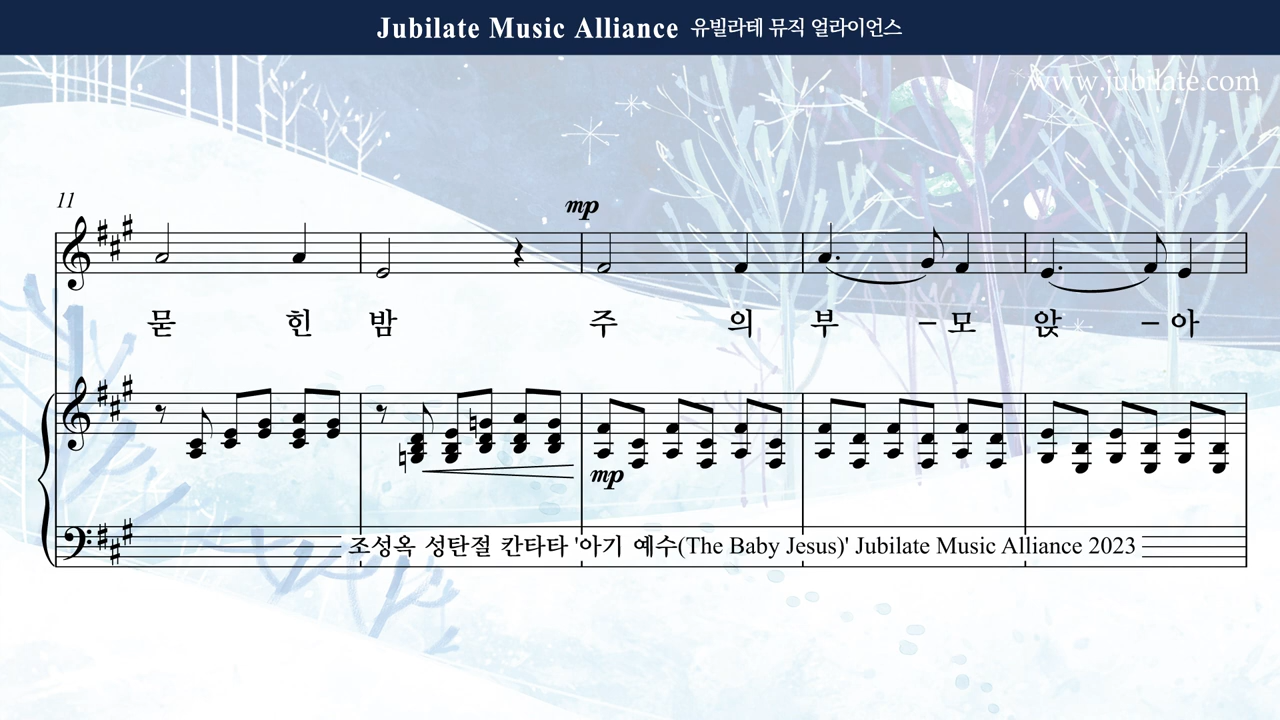 Jubilate Music Alliance 유빌라테 뮤직 얼라이언스
www.jubilate.com
11
mp
묻 힌 밤 주 의 부 – 모 앉 – 아
mp
조성옥 성탄절 칸타타 '아기 예수(The Baby Jesus)' Jubilate Music Alliance 2023